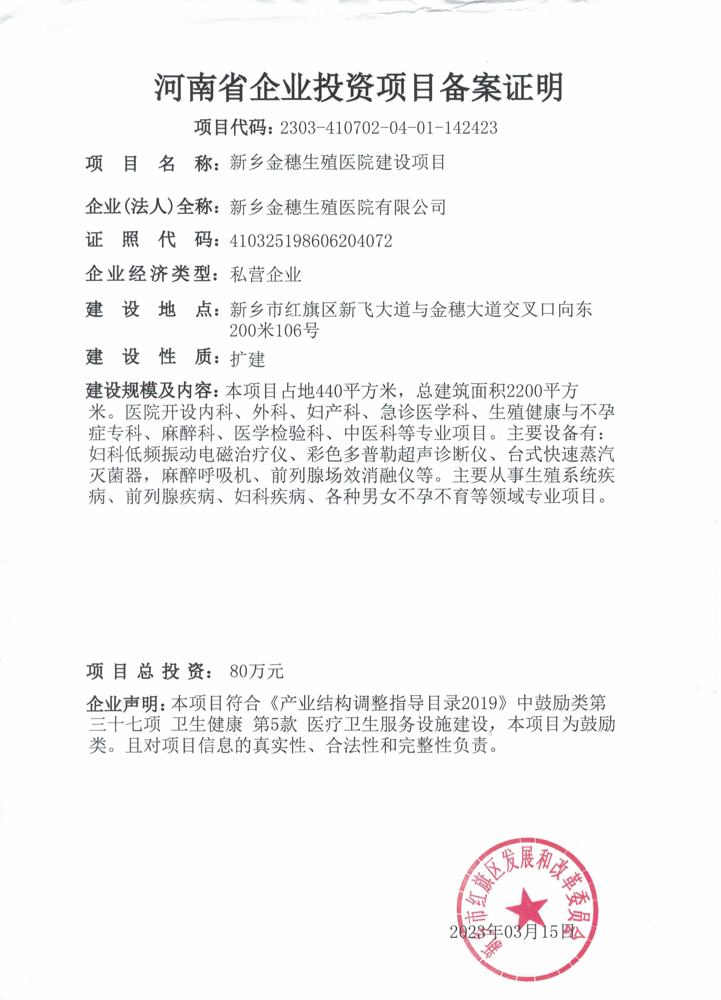 河南省企业投资项目备案证明
项目代码：2303-410702-04-01-142423
项目名称：新乡金穗生殖医院建设项目
企业(法人)全称：新乡金穗生殖医院有限公司
证照代码：410325198606204072
企业经济类型：私营企业
建设地点：新乡市红旗区新飞大道与金穗大道交叉口向东
200米106号
建设性质：扩建
建设规模及内容：本项目占地440平方米，总建筑面积2200平方
米。医院开设内科、外科、妇产科、急诊医学科、生殖健康与不孕
症专科、麻醉科、医学检验科、中医科等专业项目。主要设备有：
妇科低频振动电磁治疗仪、彩色多普勒超声诊断仪、台式快速蒸汽
灭菌器，麻醉呼吸机、前列腺场效消融仪等。主要从事生殖系统疾
病、前列腺疾病、妇科疾病、各种男女不孕不育等领域专业项目。
项目总投资：80万元
企业声明：本项目符合《产业结构调整指导目录2019》中鼓励类第
三十七项 卫生健康 第5款 医疗卫生服务设施建设，本项目为鼓励
类。且对项目信息的真实性、合法性和完整性负责。
新乡市红旗区发展和改革委员会
2023年03月15日